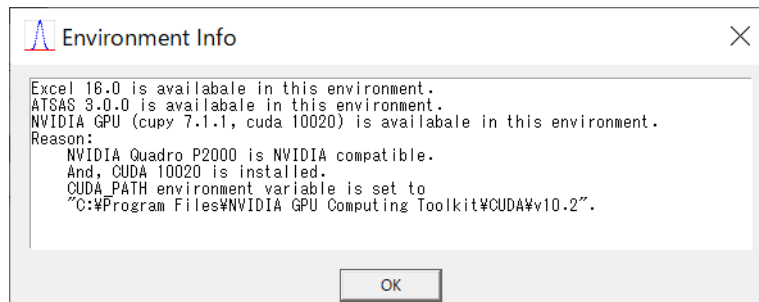 Environment Info
Excel 16.0 is availabale in this environment.
ATSAS 3.0.0 is availabale in this environment.
NVIDIA GPU (cupy 7.1.1, cuda 10020) is availabale in this environment.
Reason:
NVIDIA Quadro P2000 is NVIDIA compatible.
And, CUDA 10020 is installed.
CUDA_PATH environment variable is set to
"C:¥Program Files¥NVIDIA GPU Computing Toolkit¥CUDA¥v10.2".
OK